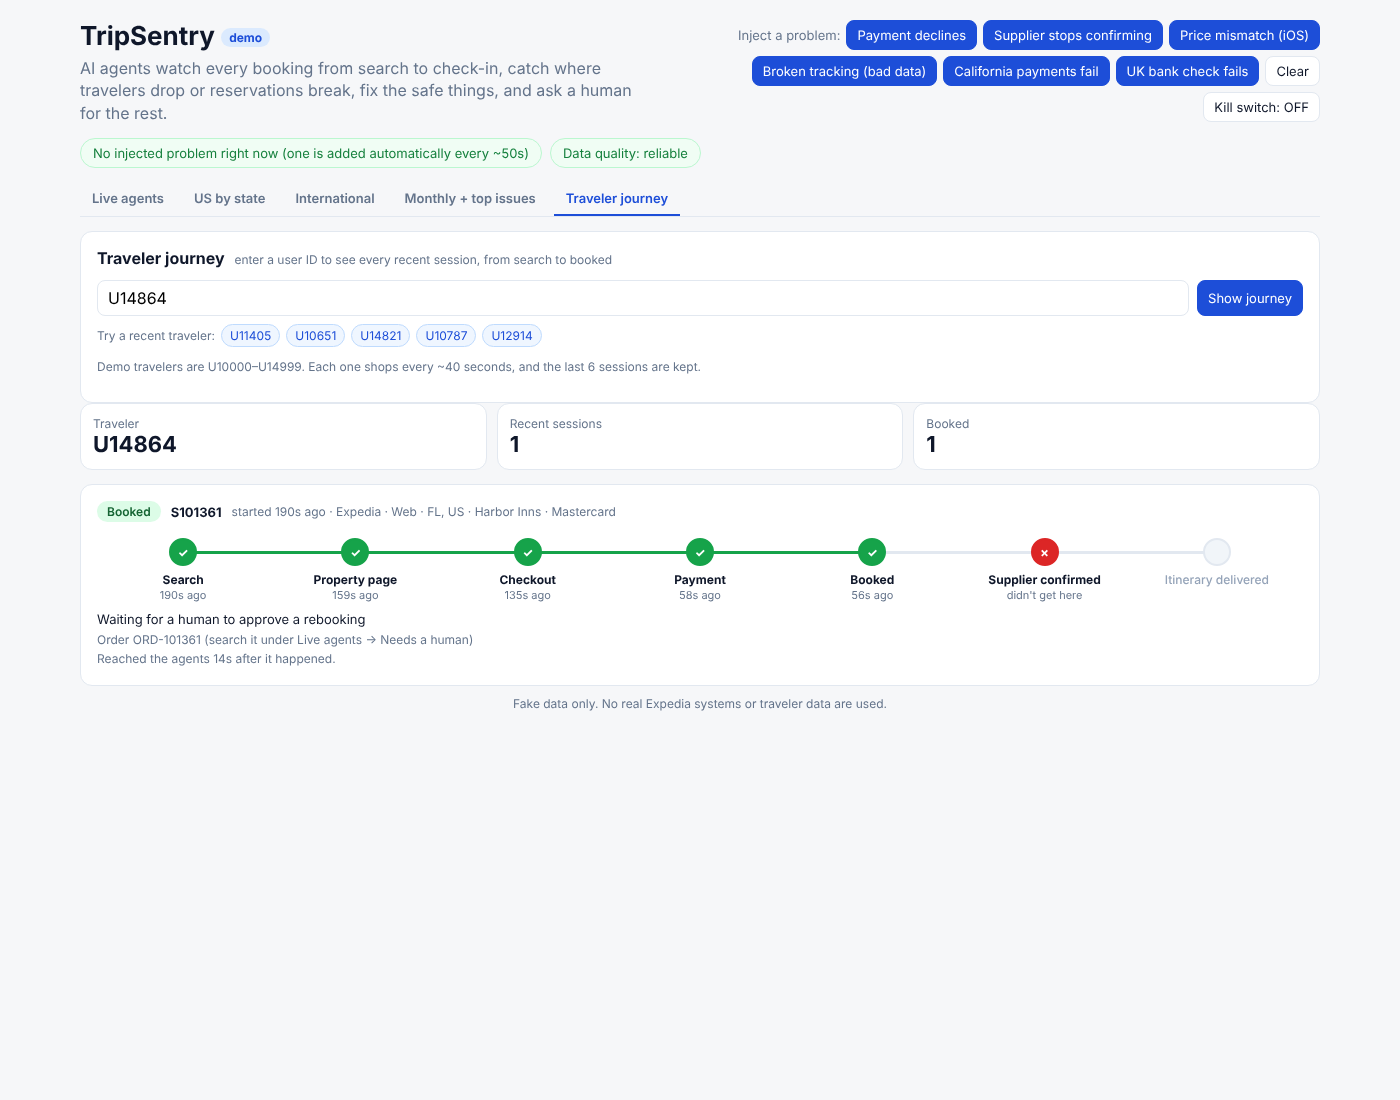 TripSentry demo
AI agents watch every booking from search to check-in, catch where
travelers drop or reservations break, fix the safe things, and ask a human
for the rest.
Inject a problem: Payment declines Supplier stops confirming Price mismatch (iOS)
Broken tracking (bad data) California payments fail UK bank check fails Clear
Kill switch: OFF
No injected problem right now (one is added automatically every ~50s) Data quality: reliable
Live agents US by state International Monthly + top issues Traveler journey
Traveler journey enter a user ID to see every recent session, from search to booked
U14864 Show journey
Try a recent traveler: U11405 U10651 U14821 U10787 U12914
Demo travelers are U10000–U14999. Each one shops every ~40 seconds, and the last 6 sessions are kept.
Traveler Recent sessions Booked
U14864 1 1
Booked S101361 started 190s ago · Expedia · Web · FL, US · Harbor Inns · Mastercard
Search Property page Checkout Payment Booked Supplier confirmed Itinerary delivered
190s ago 159s ago 135s ago 58s ago 56s ago didn't get here
Waiting for a human to approve a rebooking
Order ORD-101361 (search it under Live agents → Needs a human)
Reached the agents 14s after it happened.
Fake data only. No real Expedia systems or traveler data are used.